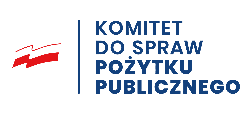 KOMITET
DO SPRAW
POŻYTKU
PUBLICZNEGO